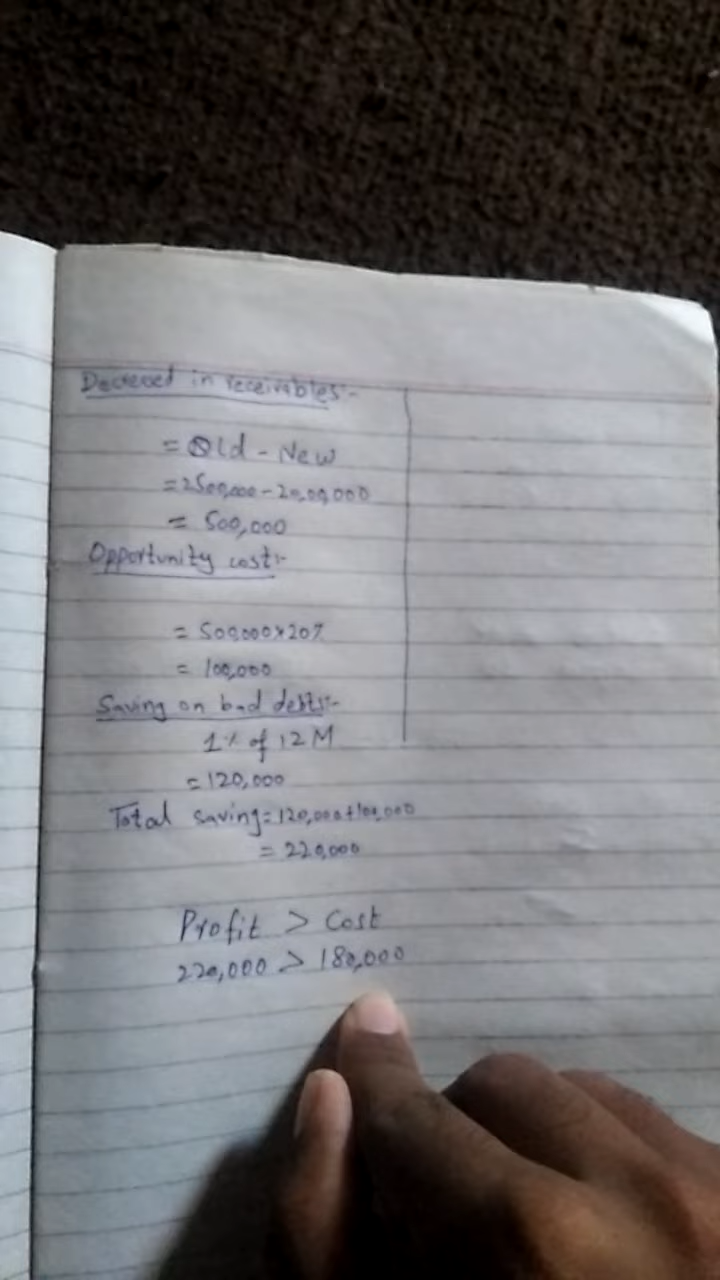 Decreased in receivables:-
= Old - New
= 2500,000 - 20,00,000
= 500,000
Opportunity cost:-
= 500,000 × 20%
= 100,000
Saving on bad debts:-
1% of 12 M
= 120,000
Total saving = 120,000 + 100,000
= 220,000
Profit > Cost
220,000 > 180,000